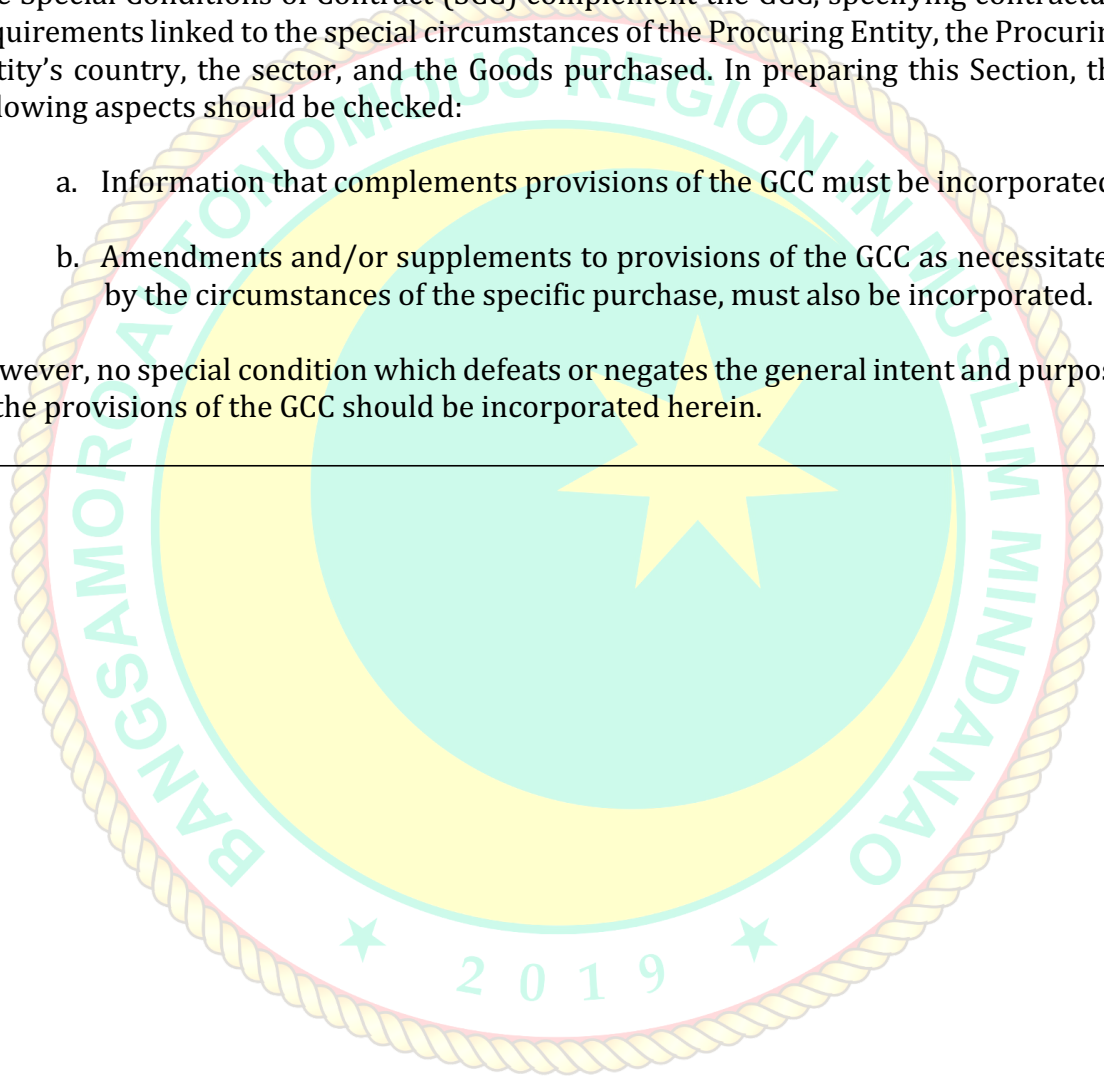 e Special Conditions of Contract (SCC) complement the GCC, specifying contractu
quirements linked to the special circumstances of the Procuring Entity, the Procurin
tity's country, the sector, and the Goods purchased. In preparing this Section, th
lowing aspects should be checked:
a. Information that complements provisions of the GCC must be incorporated
b. Amendments and/or supplements to provisions of the GCC as necessitate
by the circumstances of the specific purchase, must also be incorporated.
wever, no special condition which defeats or negates the general intent and purpos
the provisions of the GCC should be incorporated herein.
BANGSAMORO AUTONOMOUS REGION IN MUSLIM MINDANAO
2019